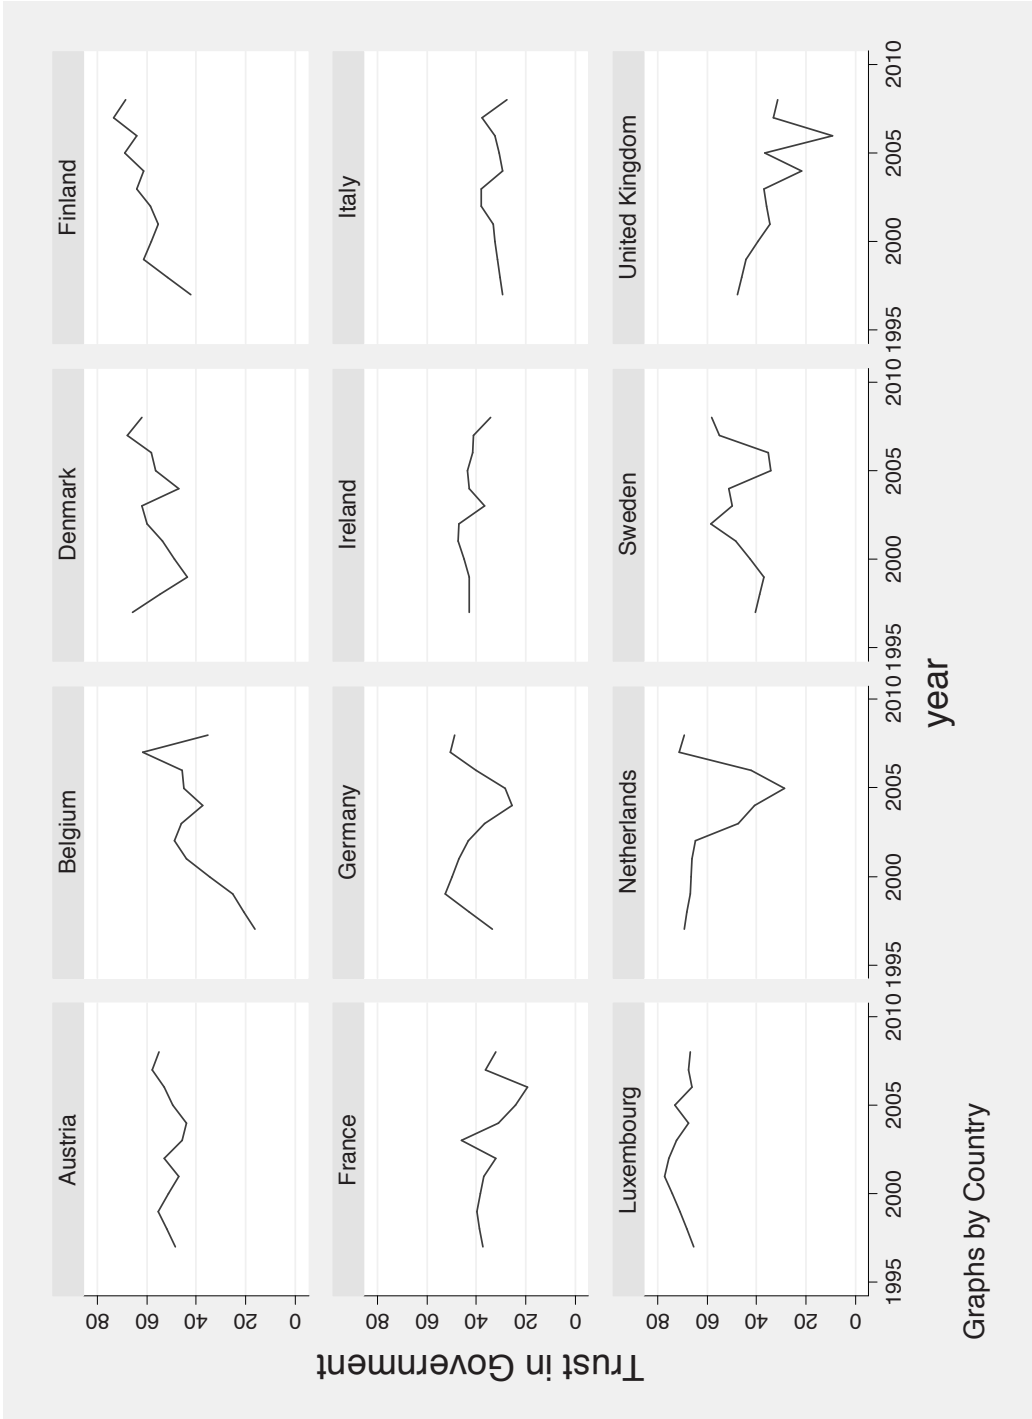 Austria
Belgium
Denmark
Finland
80
60
40
20
0
France
Germany
Ireland
Italy
80
60
40
20
0
Luxembourg
Netherlands
Sweden
United Kingdom
80
60
40
20
0
1995 2000 2005 2010
1995 2000 2005 2010
1995 2000 2005 2010
1995 2000 2005 2010
Trust in Government
year
Graphs by Country